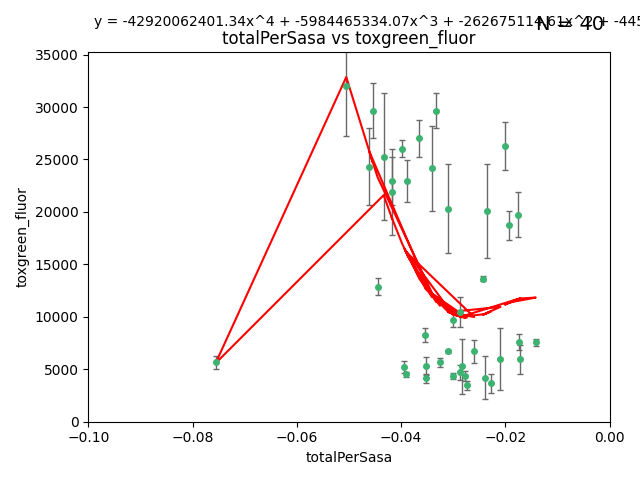 y = -42920062401.34x^4 + -5984465334.07x^3 + -262675114.61x^2 + -445
N = 40
totalPerSasa vs toxgreen_fluor
35000
30000
25000
20000
15000
10000
5000
0
toxgreen_fluor
−0.10 −0.08 −0.06 −0.04 −0.02 0.00
totalPerSasa